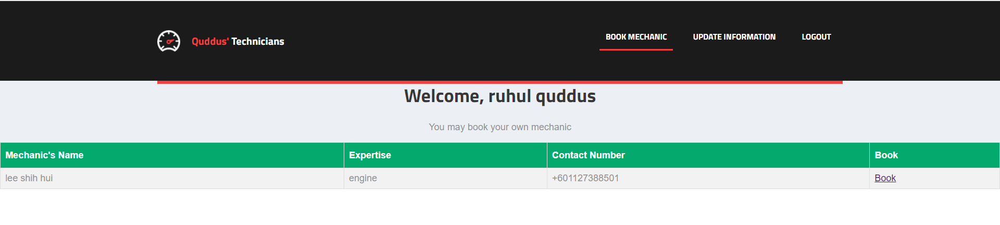 Quddus' Technicians
BOOK MECHANIC UPDATE INFORMATION LOGOUT
Welcome, ruhul quddus
You may book your own mechanic
Mechanic's Name Expertise Contact Number Book
lee shih hui engine +601127388501 Book